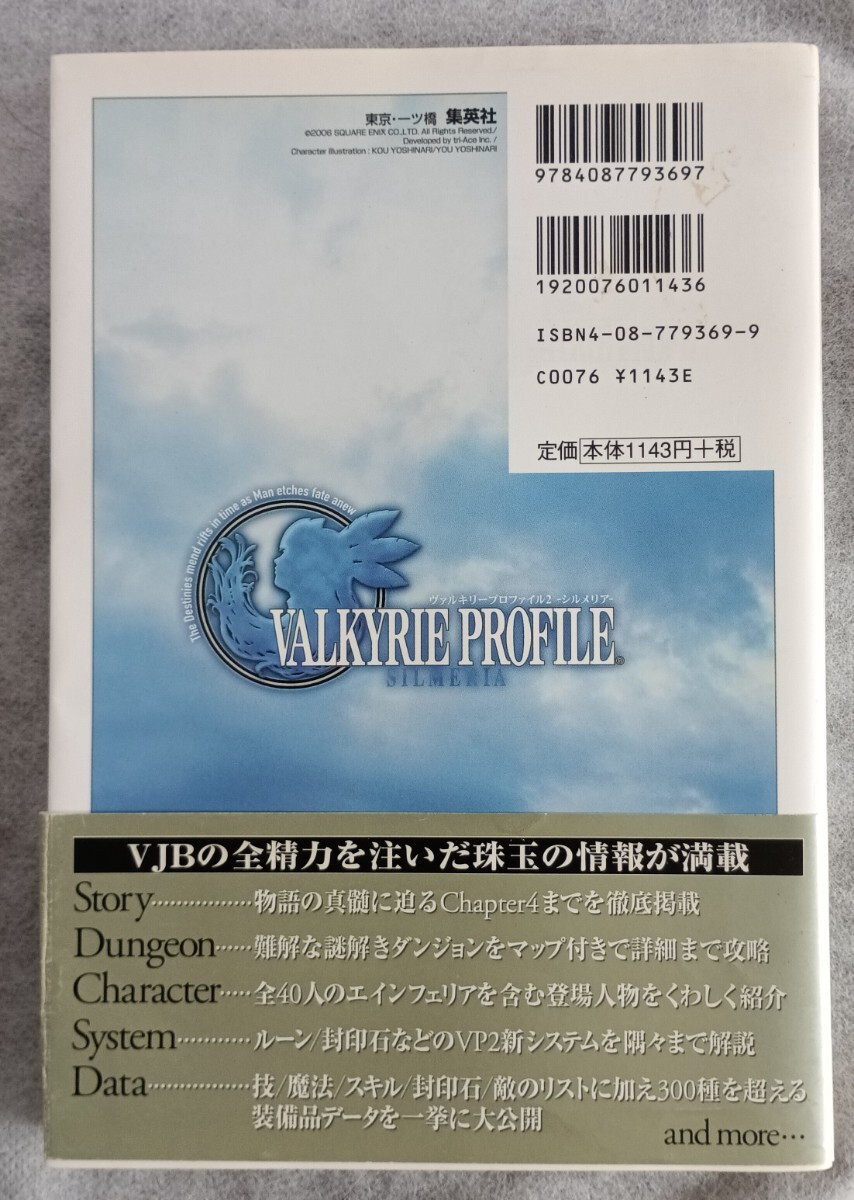 東京・一ツ橋 集英社
©2006 SQUARE ENIX CO.,LTD. All Rights Reserved./
Developed by tri-Ace Inc. /
Character Illustration : KOU YOSHINARI/YOU YOSHINARI
9784087793697
1920076011436
ISBN4-08-779369-9
C0076 ¥1143E
定価 本体1143円+税
The Destinies mend rifts in time as Man etches fate anew
ヴァルキリープロファイル2 -シルメリア-
VALKYRIE PROFILE®
SILMERIA
VJBの全精力を注いだ珠玉の情報が満載
Story................. 物語の真髄に迫るChapter4までを徹底掲載
Dungeon...... 難解な謎解きダンジョンをマップ付きで詳細まで攻略
Character..... 全40人のエインフェリアを含む登場人物をくわしく紹介
System............ ルーン/封印石などのVP2新システムを隅々まで解説
Data................. 技/魔法/スキル/封印石/敵のリストに加え300種を超える
装備品データを一挙に大公開
and more…